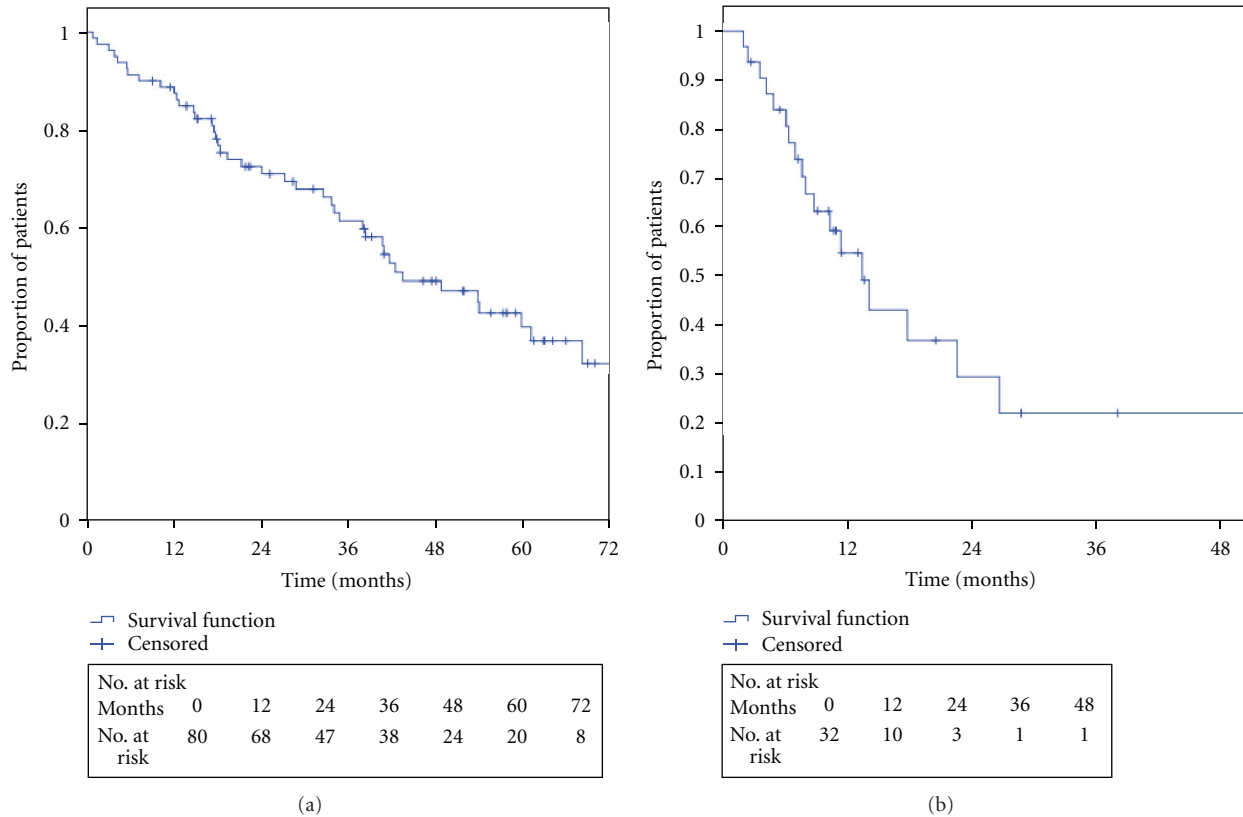 1
0.8
0.6
0.4
0.2
0
Proportion of patients
0 12 24 36 48 60 72
Time (months)
Survival function
Censored
No. at risk
Months 0 12 24 36 48 60 72
No. at 80 68 47 38 24 20 8
risk
(a)
1
0.9
0.8
0.7
0.6
0.5
0.4
0.3
0.2
0.1
0
Proportion of patients
0 12 24 36 48
Time (months)
Survival function
Censored
No. at risk
Months 0 12 24 36 48
No. at 32 10 3 1 1
risk
(b)